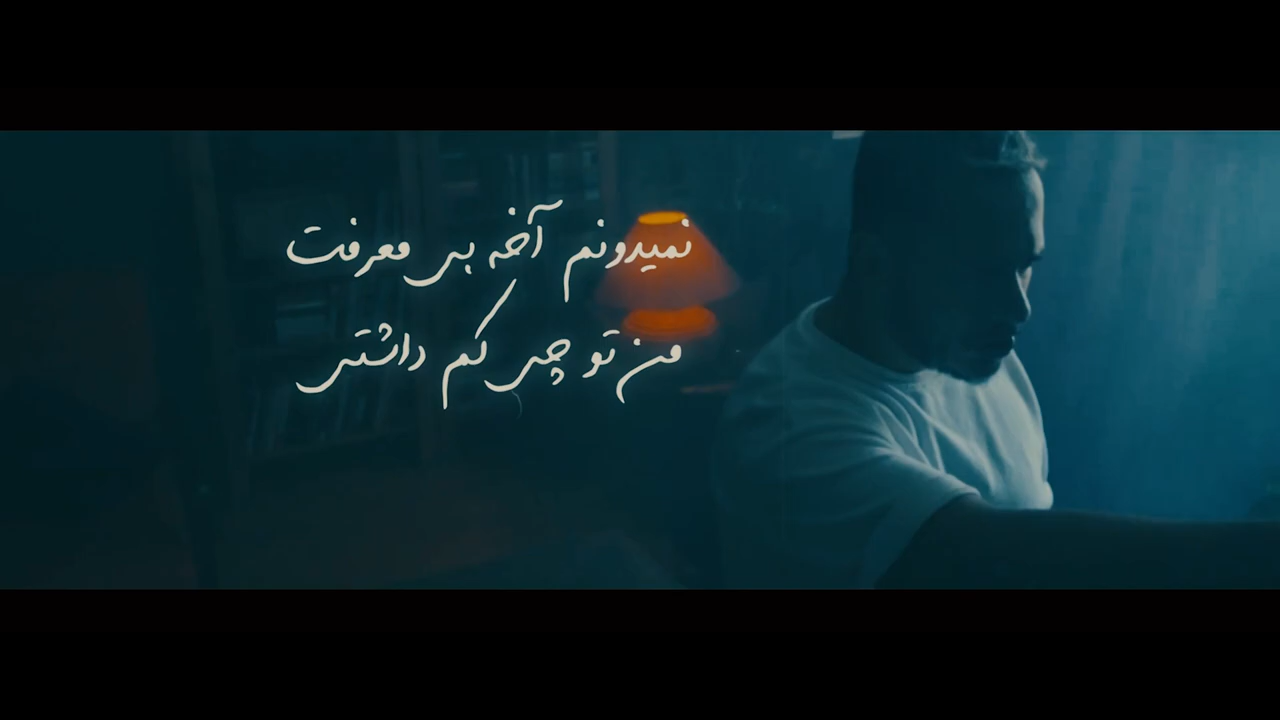 نمیدونم آخه بی معرفت
من تو چی کم داشتی